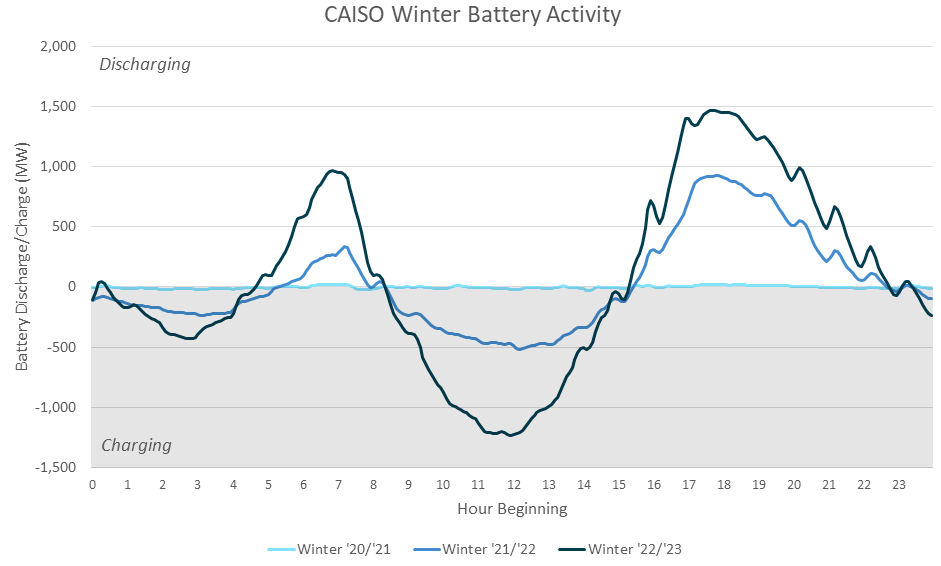 CAISO Winter Battery Activity
2,000
Discharging
1,500
1,000
500
0
-500
-1,000
Charging
-1,500
Battery Discharge/Charge (MW)
0 1 2 3 4 5 6 7 8 9 10 11 12 13 14 15 16 17 18 19 20 21 22 23
Hour Beginning
Winter '20/'21 Winter '21/'22 Winter '22/'23